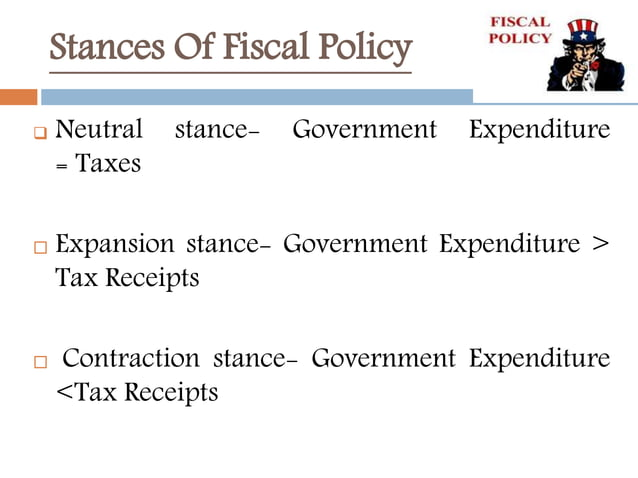 Stances Of Fiscal Policy
FISCAL
POLICY
Neutral stance- Government Expenditure
= Taxes
Expansion stance- Government Expenditure >
Tax Receipts
Contraction stance- Government Expenditure
<Tax Receipts